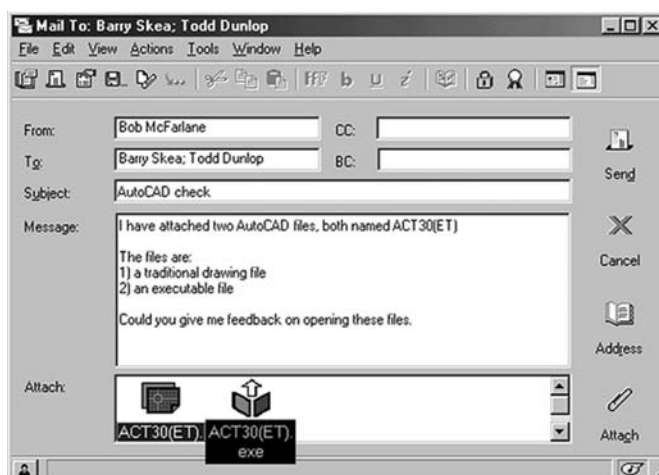 Mail To: Barry Skea; Todd Dunlop
File Edit View Actions Tools Window Help
From: Bob McFarlane CC:
To: Barry Skea; Todd Dunlop BC:
Subject: AutoCAD check
Send
Message: I have attached two AutoCAD files, both named ACT30(ET)
The files are:
1) a traditional drawing file
2) an executable file
Could you give me feedback on opening these files.
Cancel
Address
Attach:
ACT30(ET). ACT30(ET).
exe
Attach